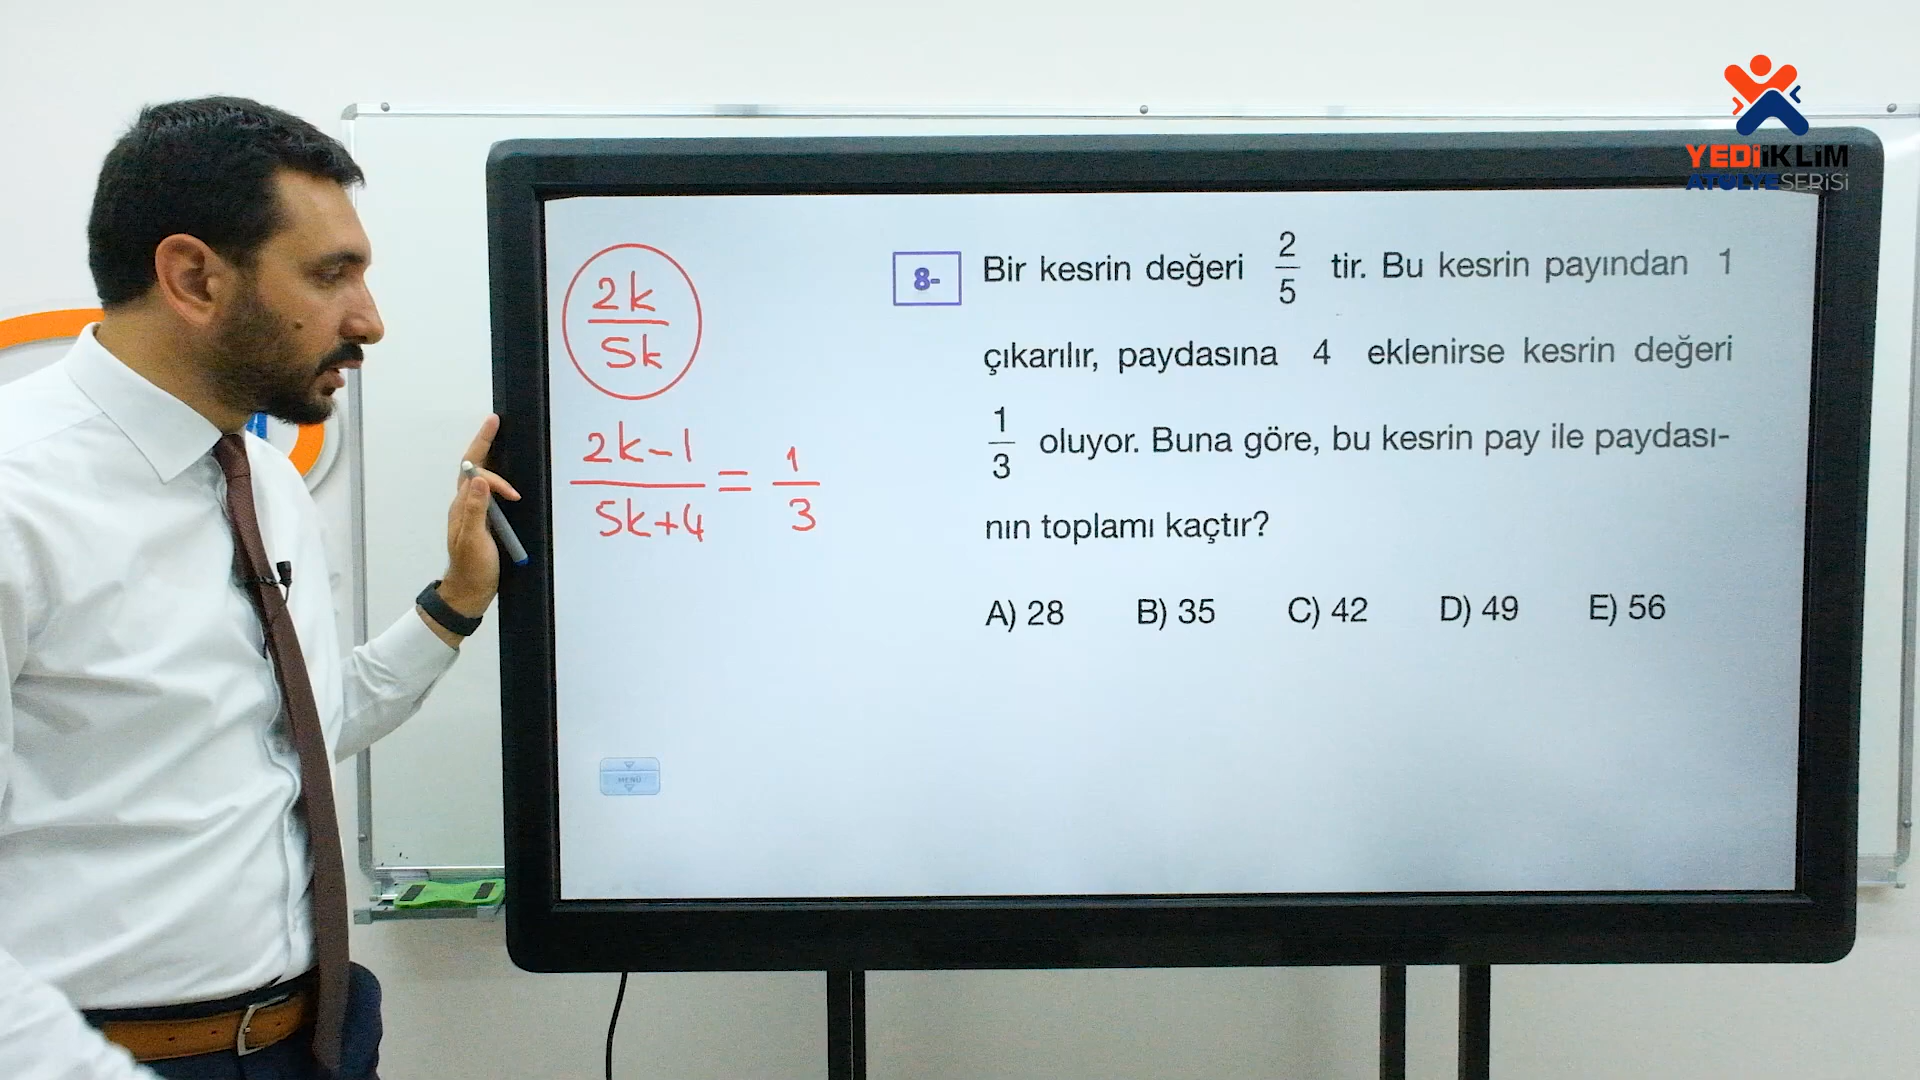 YEDİİKLİM
ATÖLYE SERİSİ
2k
5k
2k-1
5k+4
=
1
3
8-
Bir kesrin değeri 2/5 tir. Bu kesrin payından 1
çıkarılır, paydasına 4 eklenirse kesrin değeri
1/3 oluyor. Buna göre, bu kesrin pay ile paydası-
nın toplamı kaçtır?
A) 28 B) 35 C) 42 D) 49 E) 56
MENÜ